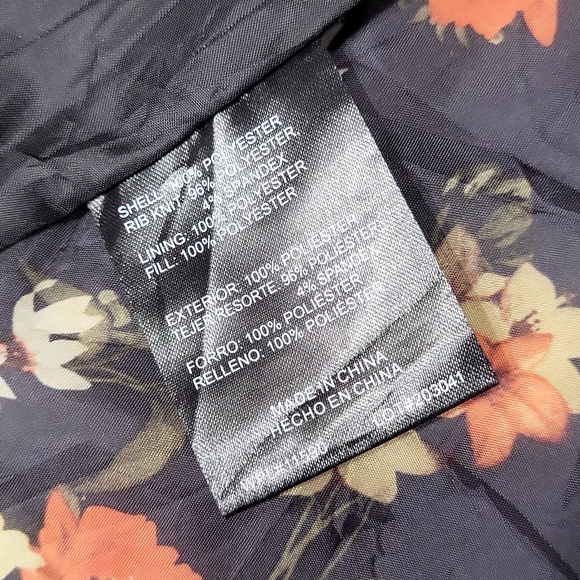 SHELL: 100% POLYESTER
RIB KNIT: 96% POLYESTER,
4% SPANDEX
LINING: 100% POLYESTER
FILL: 100% POLYESTER
EXTERIOR: 100% POLIESTER
TEJER RESORTE: 96% POLIESTER,
4% SPANDEX
FORRO: 100% POLIESTER
RELLENO: 100% POLIESTER
MADE IN CHINA
HECHO EN CHINA